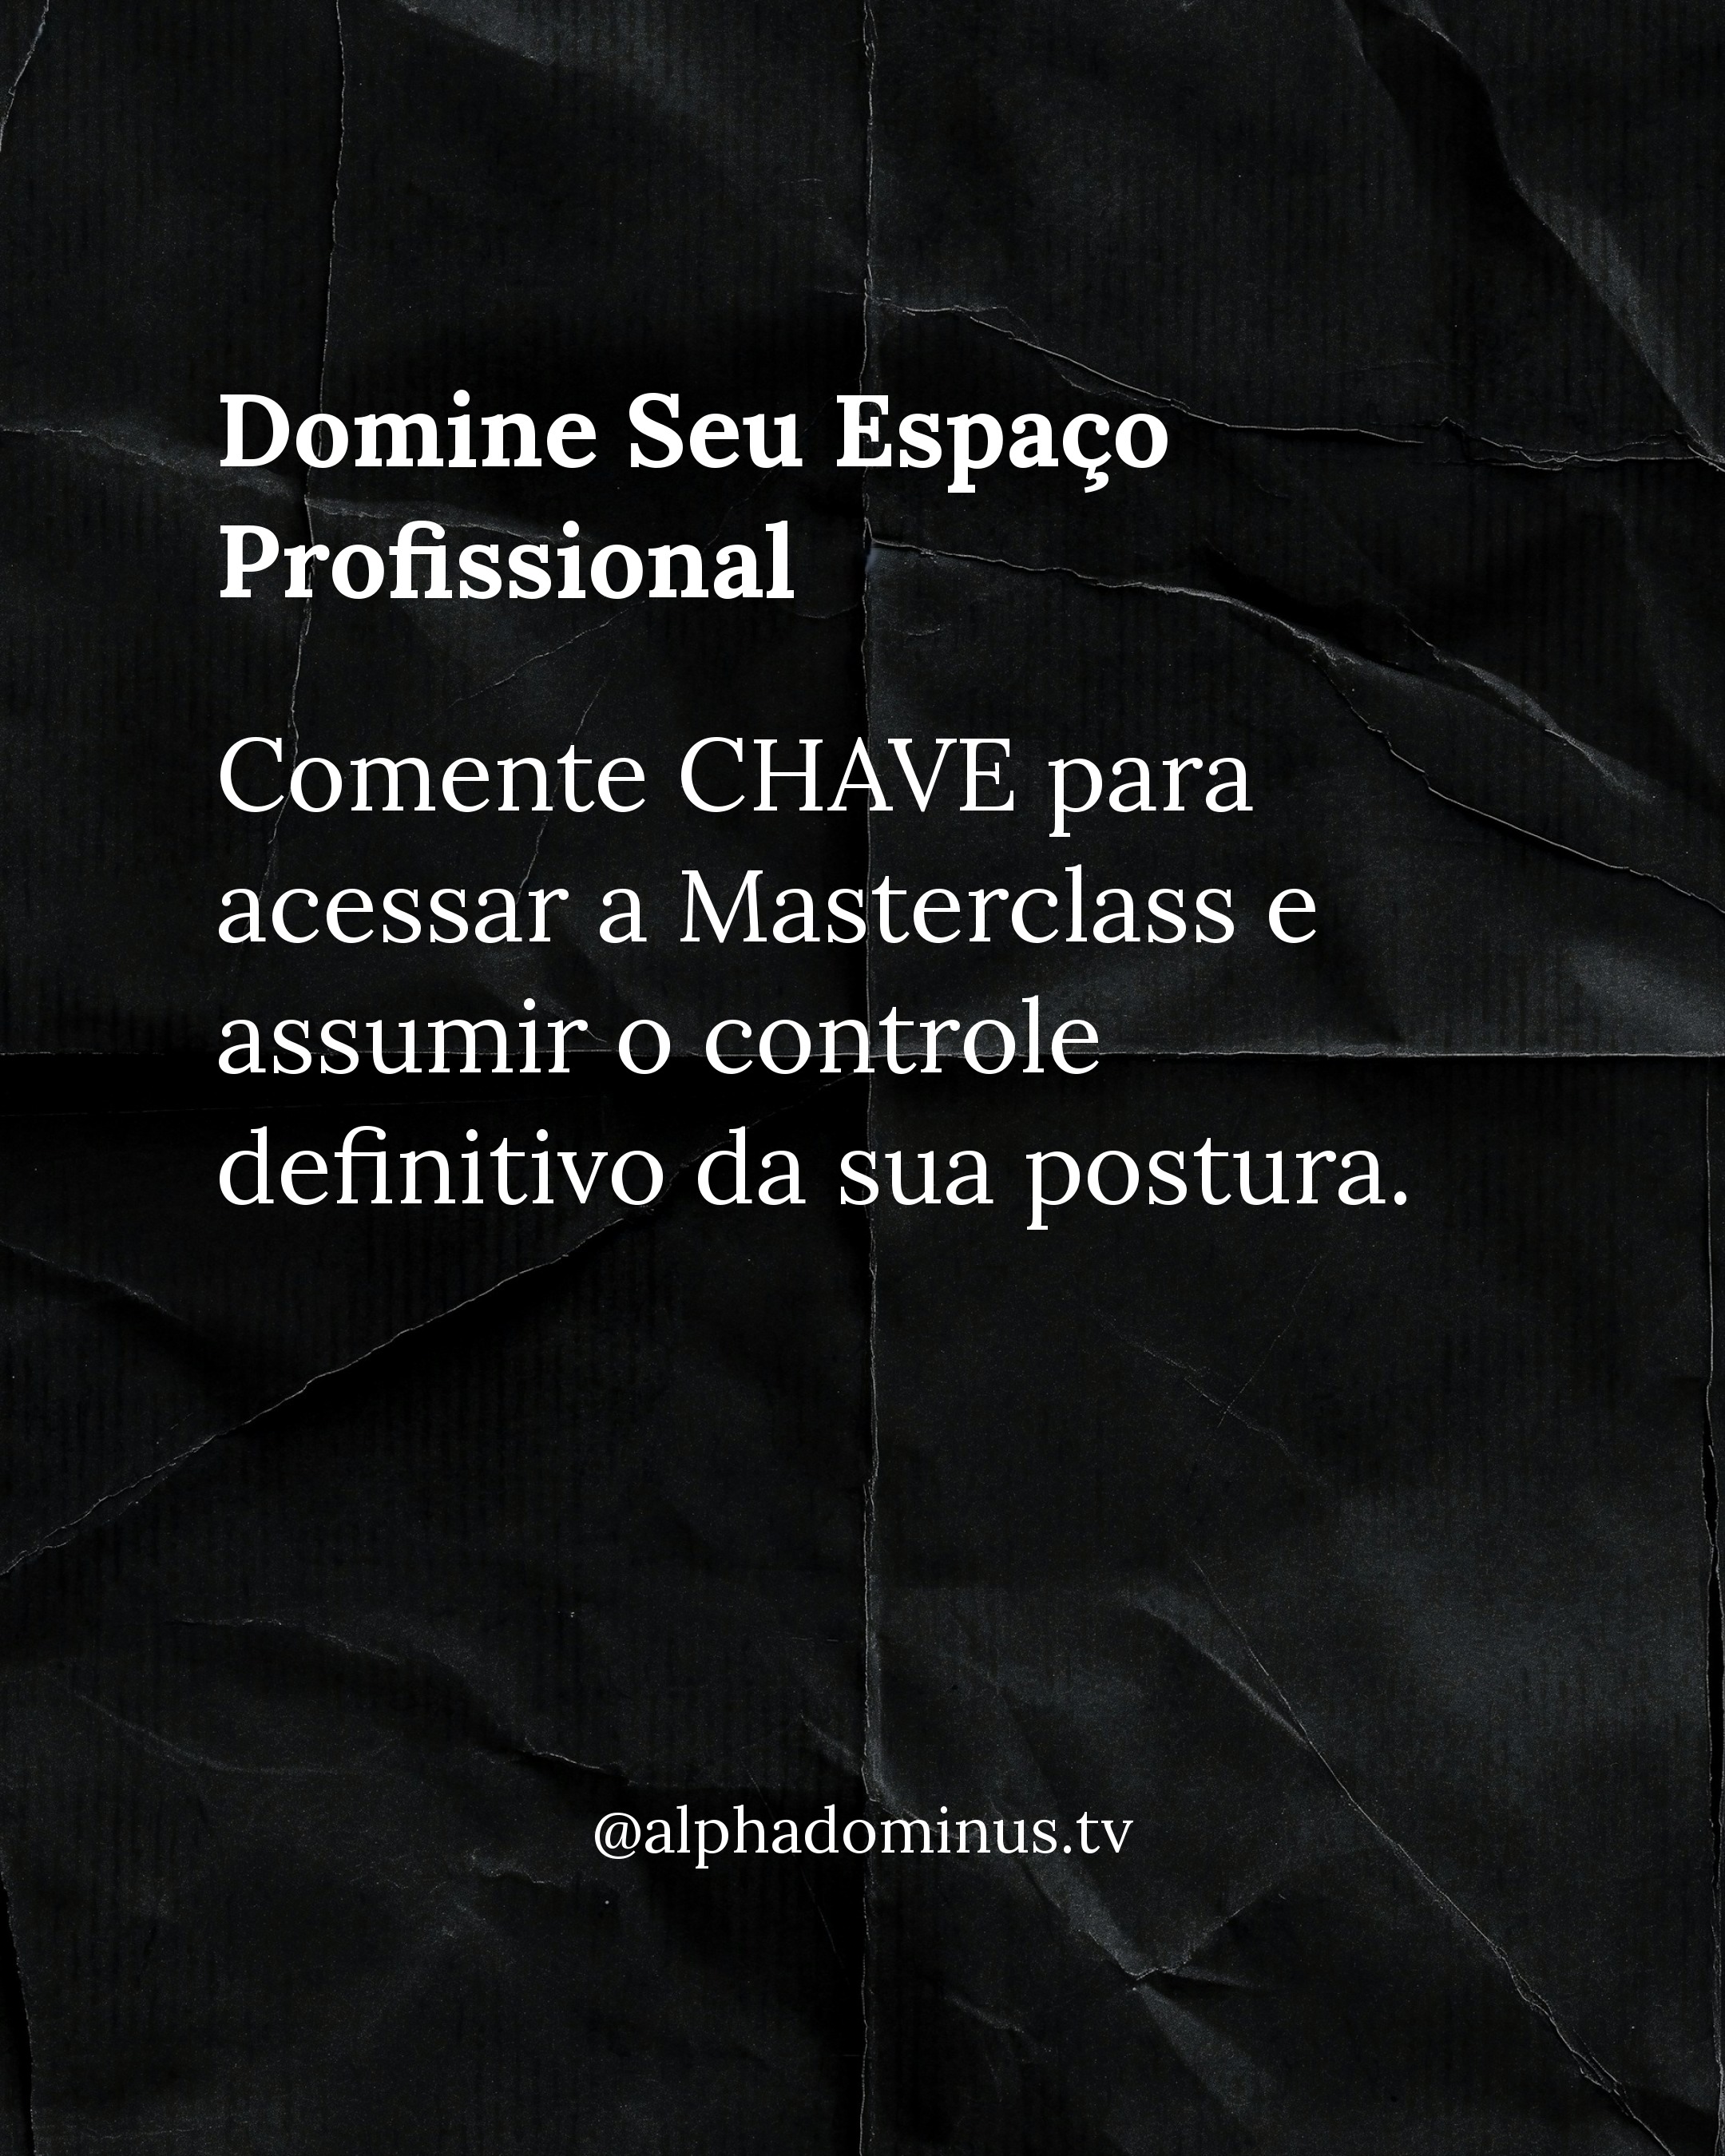 Domine Seu Espaço
Profissional
Comente CHAVE para
acessar a Masterclass e
assumir o controle
definitivo da sua postura.
@alphadominus.tv